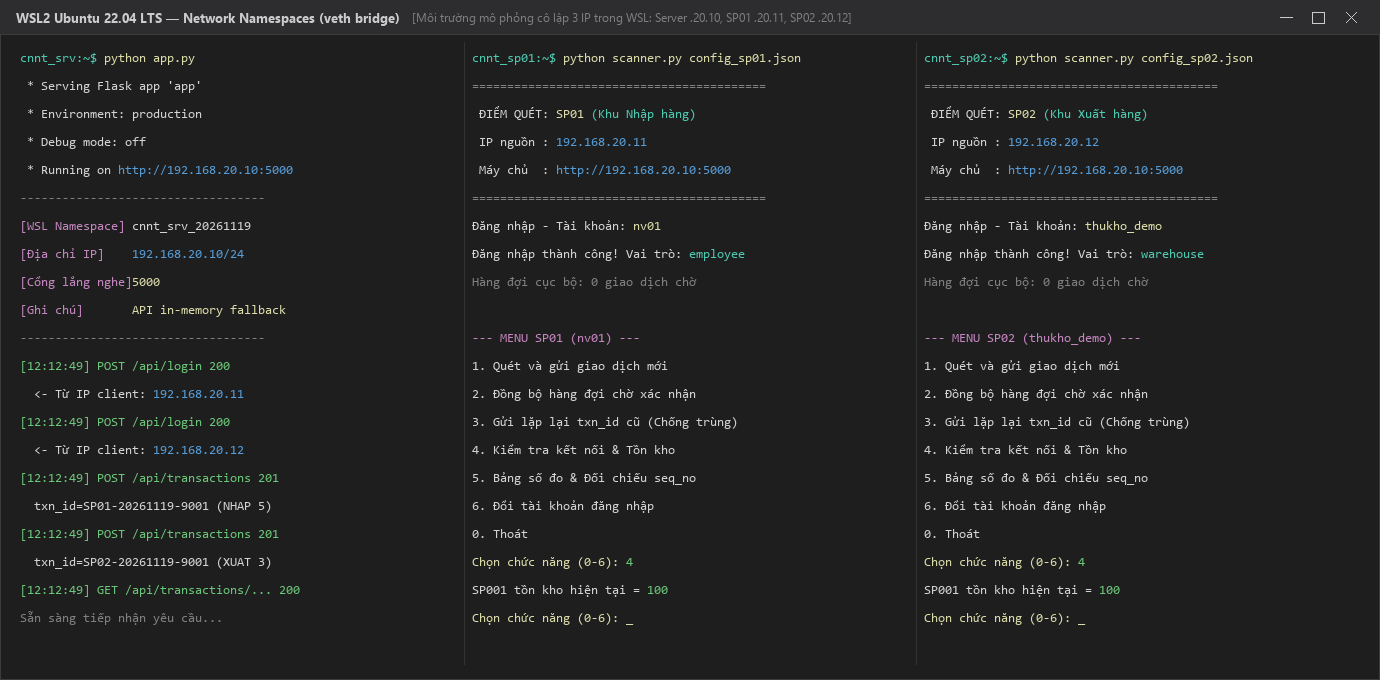 WSL2 Ubuntu 22.04 LTS — Network Namespaces (veth bridge) [Môi trường mô phỏng cô lập 3 IP trong WSL: Server .20.10, SP01 .20.11, SP02 .20.12]
cnnt_srv:~$ python app.py
* Serving Flask app 'app'
* Environment: production
* Debug mode: off
* Running on http://192.168.20.10:5000
-----------------------------------
[WSL Namespace] cnnt_srv_20261119
[Địa chỉ IP] 192.168.20.10/24
[Cổng lắng nghe]5000
[Ghi chú] API in-memory fallback
-----------------------------------
[12:12:49] POST /api/login 200
<- Từ IP client: 192.168.20.11
[12:12:49] POST /api/login 200
<- Từ IP client: 192.168.20.12
[12:12:49] POST /api/transactions 201
txn_id=SP01-20261119-9001 (NHAP 5)
[12:12:49] POST /api/transactions 201
txn_id=SP02-20261119-9001 (XUAT 3)
[12:12:49] GET /api/transactions/... 200
Sẵn sàng tiếp nhận yêu cầu...
cnnt_sp01:~$ python scanner.py config_sp01.json
==========================================
ĐIỂM QUÉT: SP01 (Khu Nhập hàng)
IP nguồn : 192.168.20.11
Máy chủ : http://192.168.20.10:5000
==========================================
Đăng nhập - Tài khoản: nv01
Đăng nhập thành công! Vai trò: employee
Hàng đợi cục bộ: 0 giao dịch chờ
--- MENU SP01 (nv01) ---
1. Quét và gửi giao dịch mới
2. Đồng bộ hàng đợi chờ xác nhận
3. Gửi lặp lại txn_id cũ (Chống trùng)
4. Kiểm tra kết nối & Tồn kho
5. Bảng số đo & Đối chiếu seq_no
6. Đổi tài khoản đăng nhập
0. Thoát
Chọn chức năng (0-6): 4
SP001 tồn kho hiện tại = 100
Chọn chức năng (0-6): _
cnnt_sp02:~$ python scanner.py config_sp02.json
==========================================
ĐIỂM QUÉT: SP02 (Khu Xuất hàng)
IP nguồn : 192.168.20.12
Máy chủ : http://192.168.20.10:5000
==========================================
Đăng nhập - Tài khoản: thukho_demo
Đăng nhập thành công! Vai trò: warehouse
Hàng đợi cục bộ: 0 giao dịch chờ
--- MENU SP02 (thukho_demo) ---
1. Quét và gửi giao dịch mới
2. Đồng bộ hàng đợi chờ xác nhận
3. Gửi lặp lại txn_id cũ (Chống trùng)
4. Kiểm tra kết nối & Tồn kho
5. Bảng số đo & Đối chiếu seq_no
6. Đổi tài khoản đăng nhập
0. Thoát
Chọn chức năng (0-6): 4
SP001 tồn kho hiện tại = 100
Chọn chức năng (0-6): _